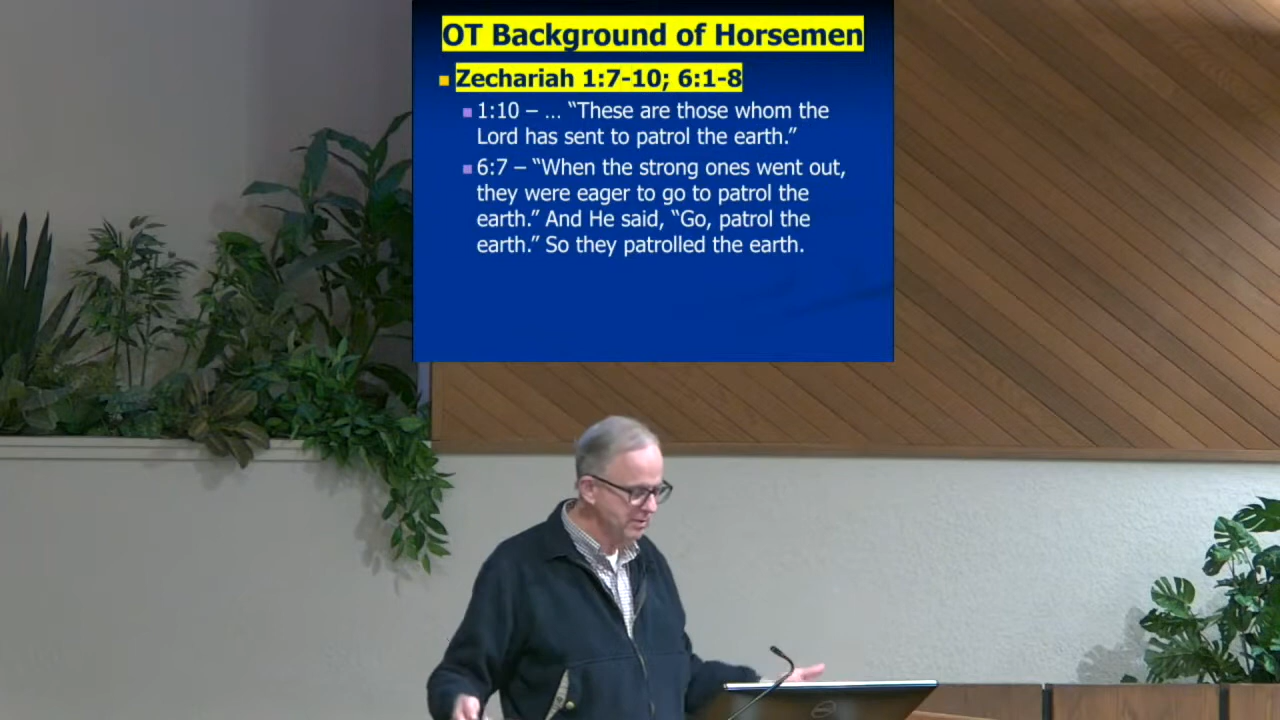 OT Background of Horsemen
Zechariah 1:7-10; 6:1-8
1:10 – … “These are those whom the
Lord has sent to patrol the earth.”
6:7 – “When the strong ones went out,
they were eager to go to patrol the
earth.” And He said, “Go, patrol the
earth.” So they patrolled the earth.